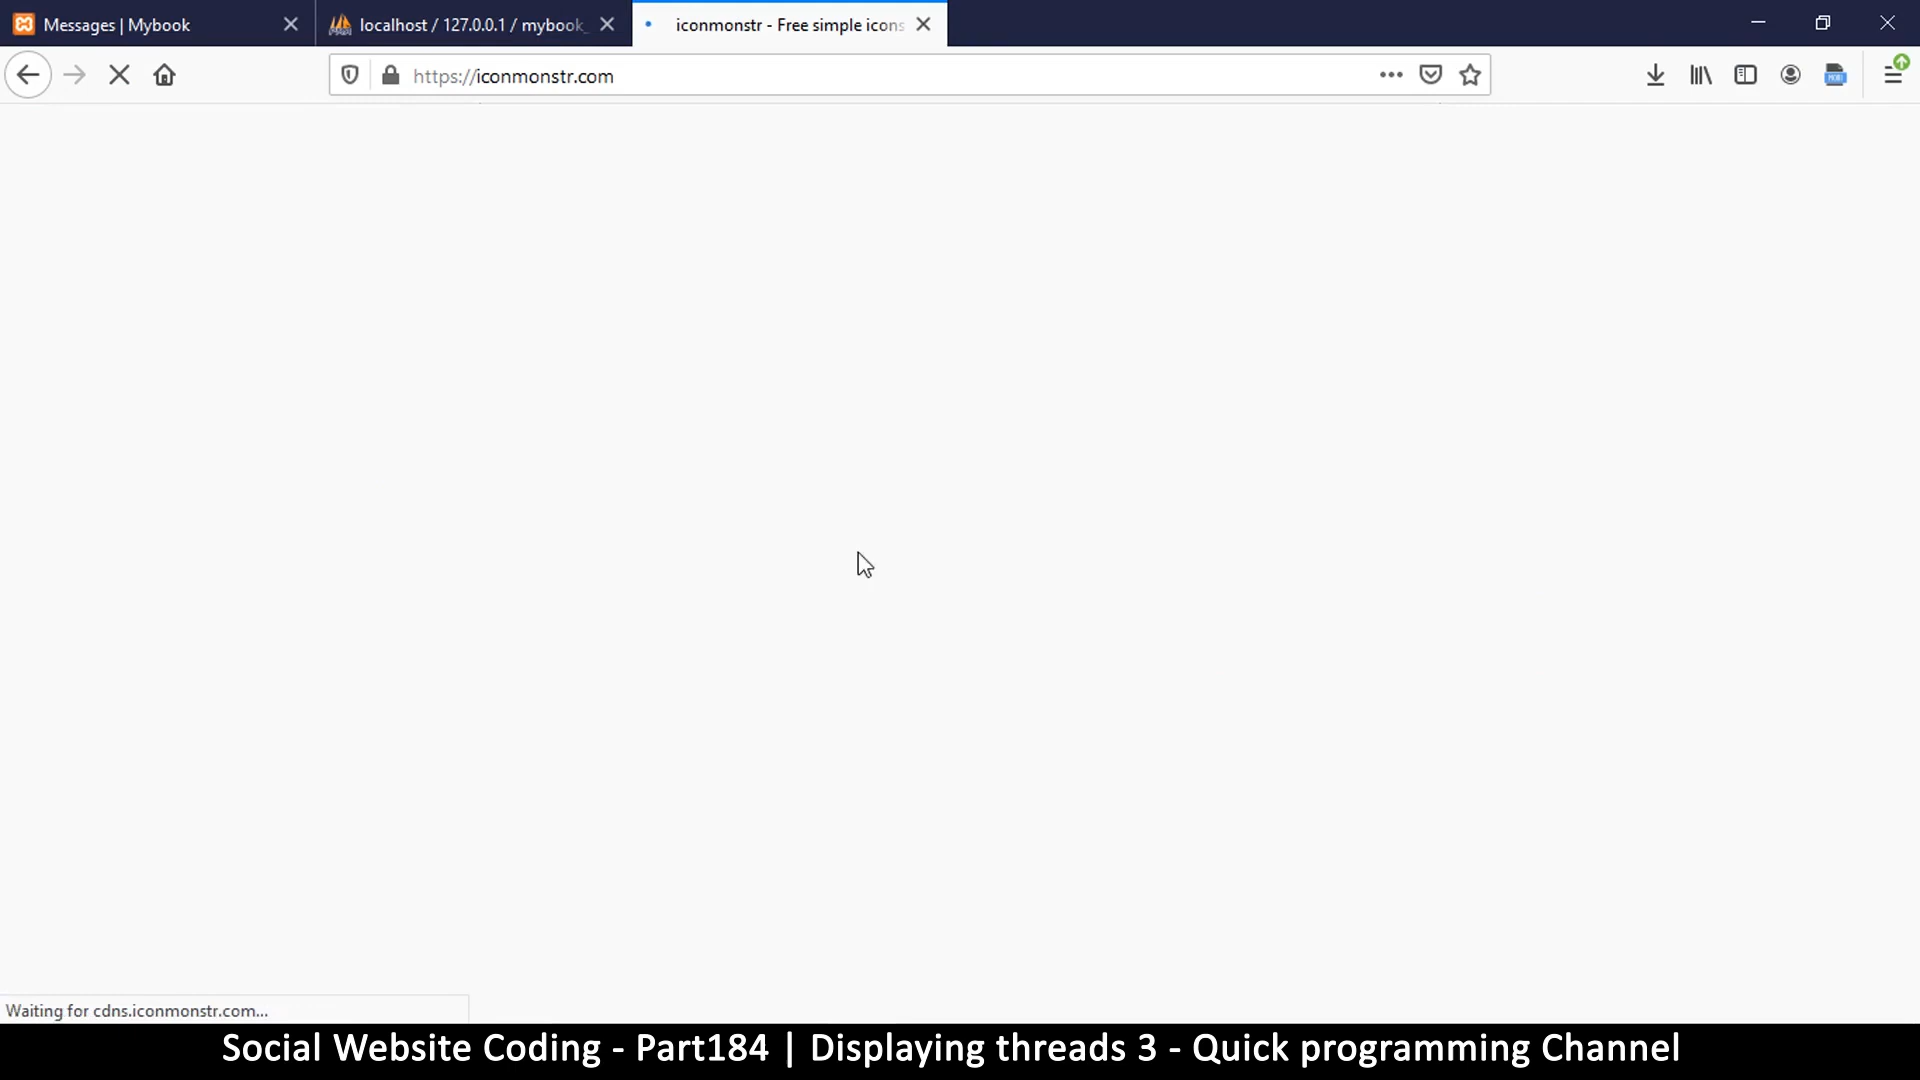 Messages | Mybook
localhost / 127.0.0.1 / mybook_
iconmonstr - Free simple icons
https://iconmonstr.com
Waiting for cdns.iconmonstr.com...
Social Website Coding - Part184 | Displaying threads 3 - Quick programming Channel